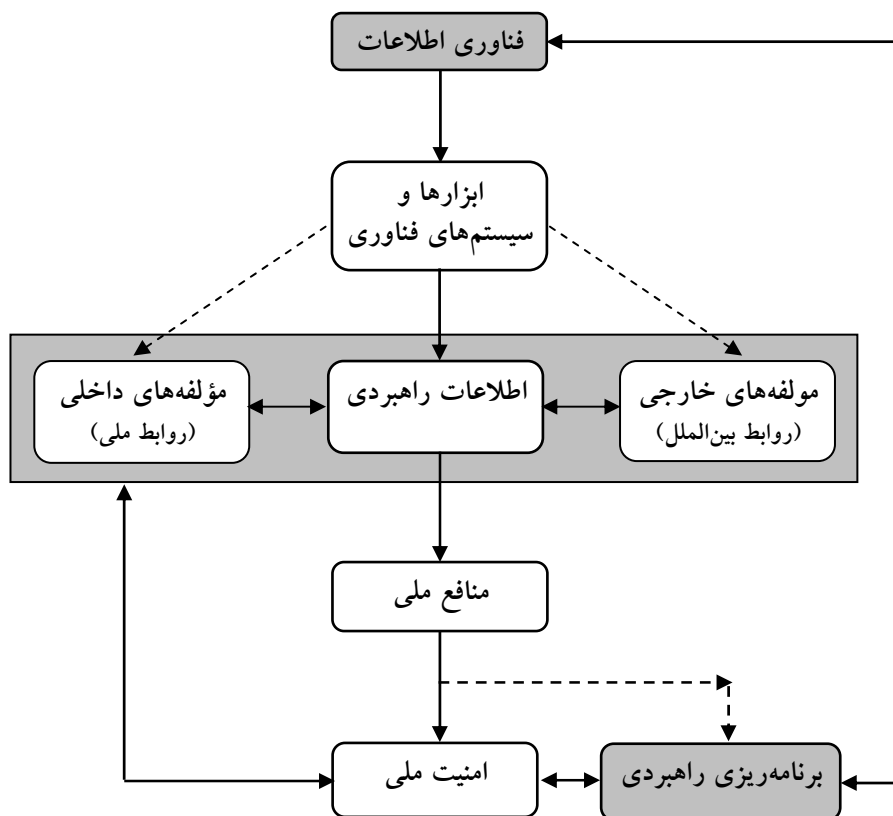 فناوری اطلاعات
ابزارها و
سیستم‌های فناوری
مولفه‌های خارجی
(روابط بین‌الملل)
اطلاعات راهبردی
مؤلفه‌های داخلی
(روابط ملی)
منافع ملی
برنامه‌ریزی راهبردی
امنیت ملی